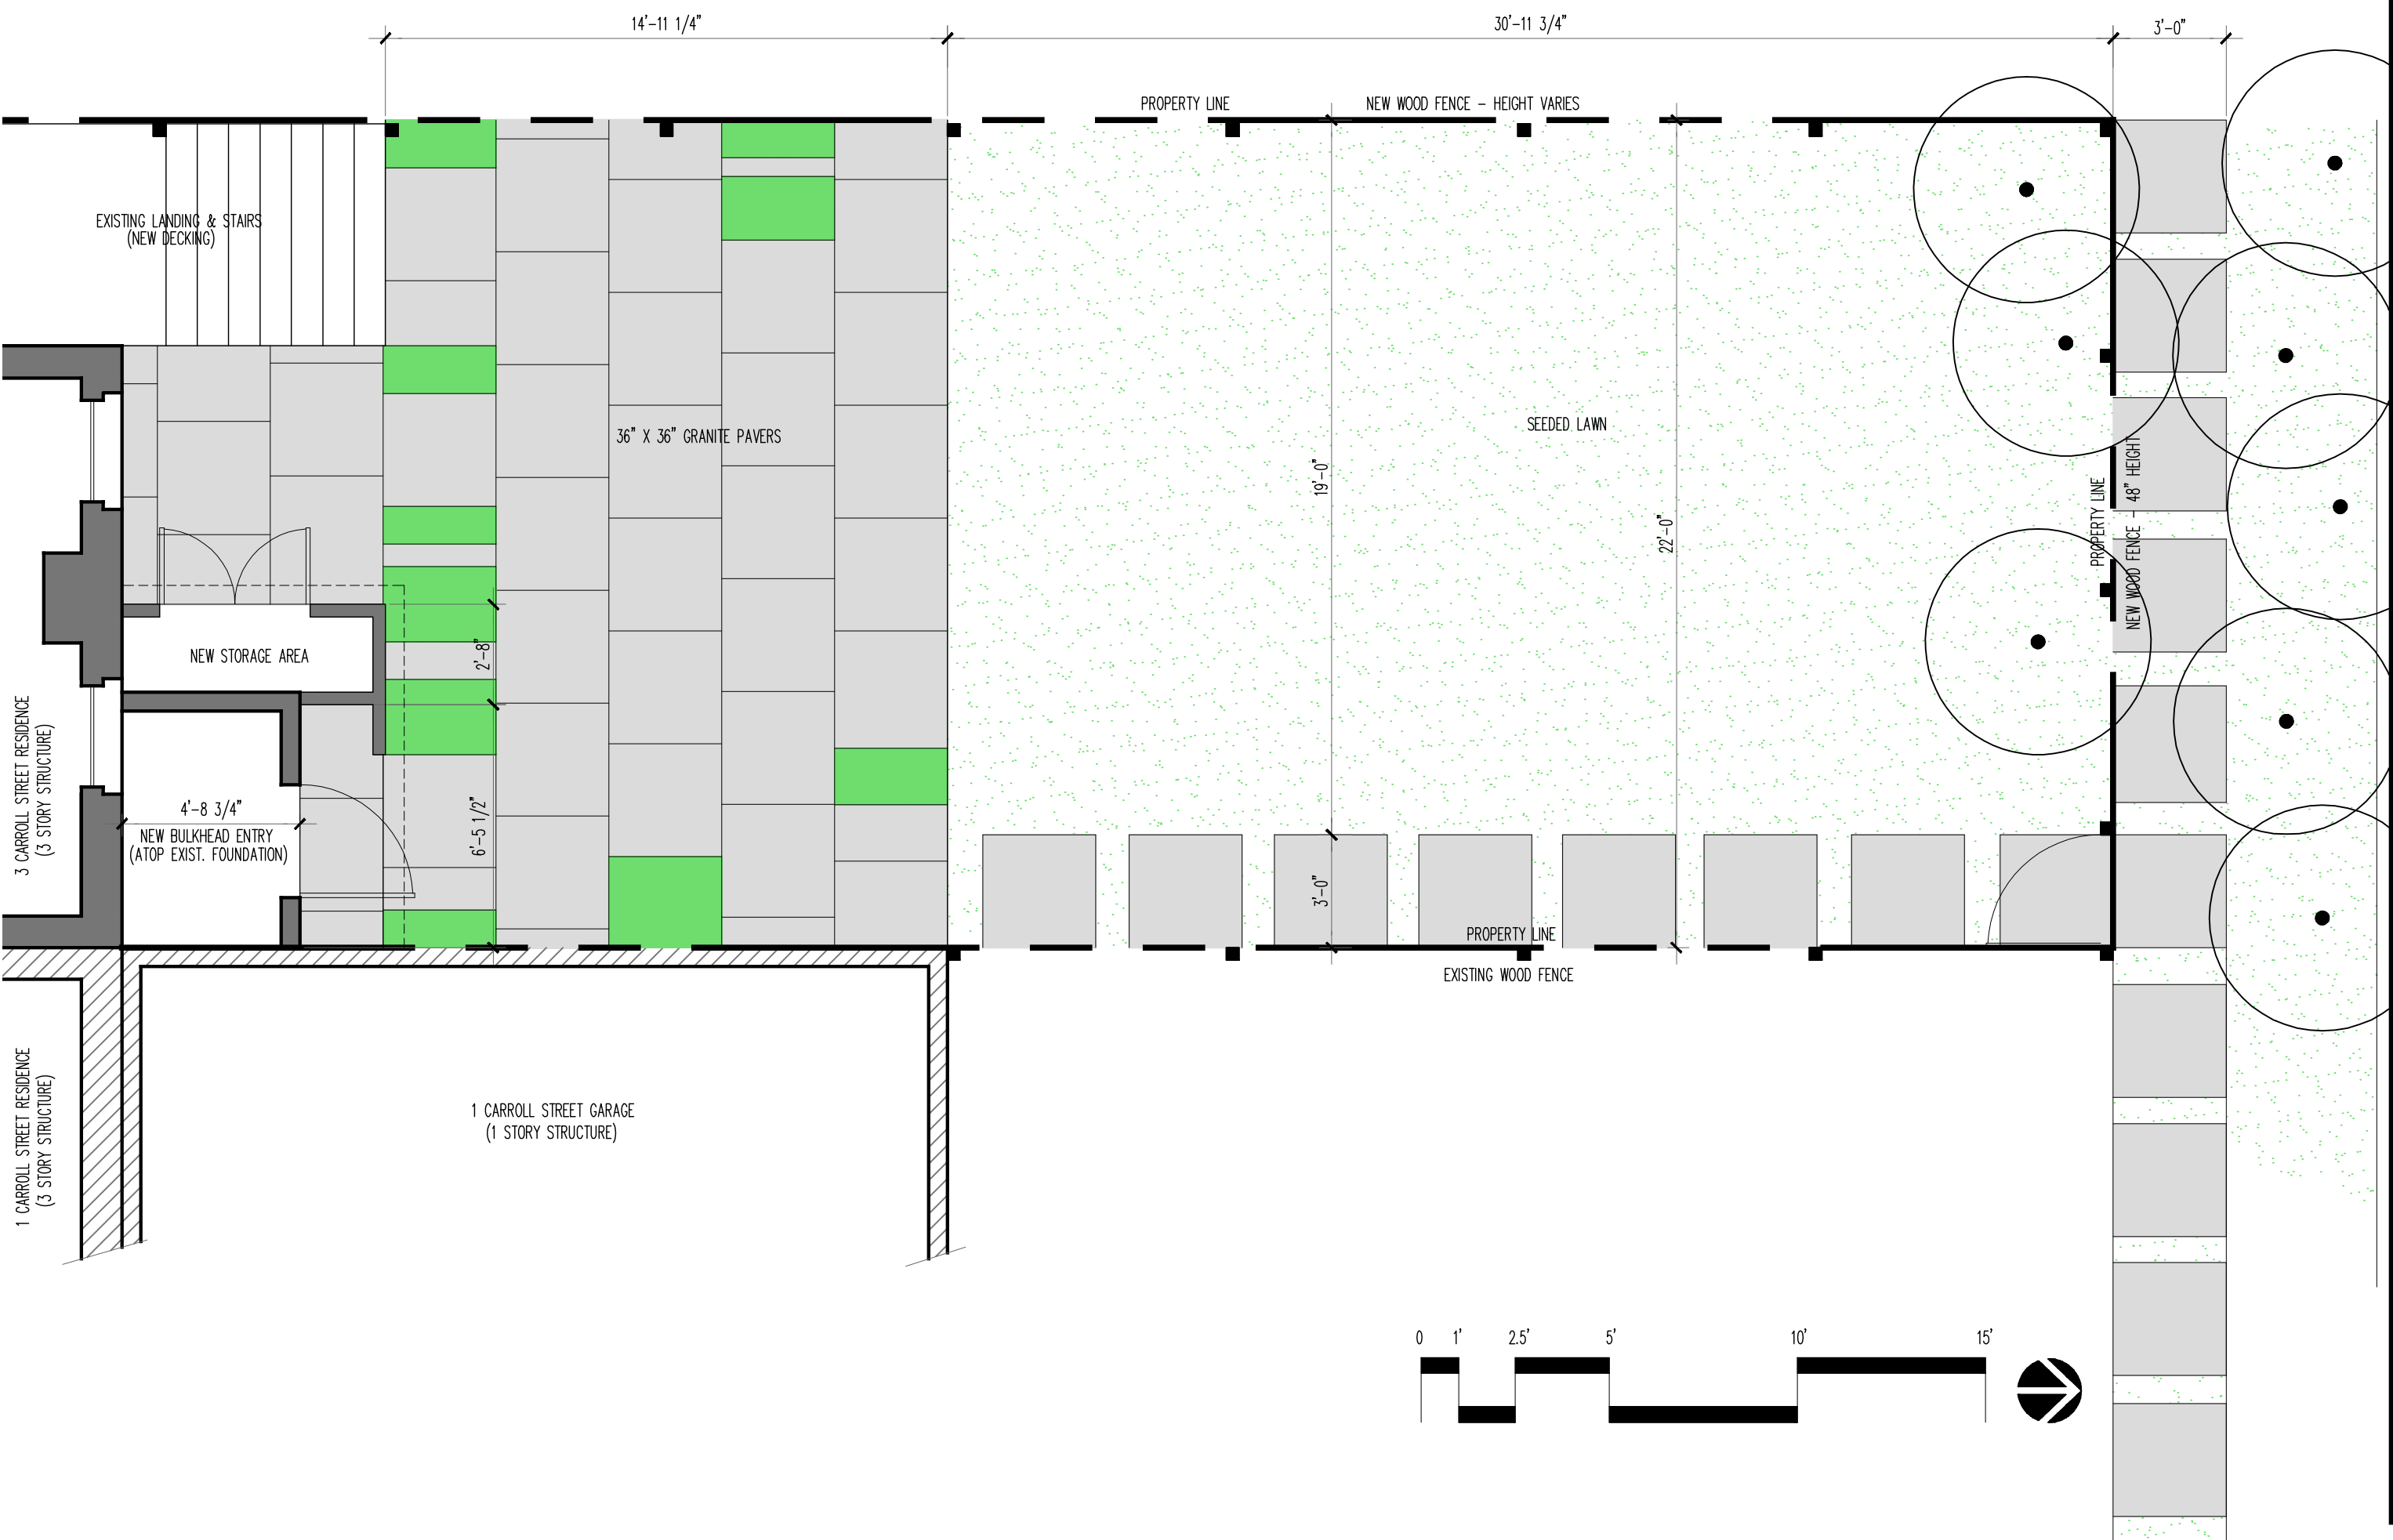 14'-11 1/4"
30'-11 3/4"
3'-0"
PROPERTY LINE
NEW WOOD FENCE - HEIGHT VARIES
EXISTING LANDING & STAIRS
(NEW DECKING)
36" X 36" GRANITE PAVERS
SEEDED LAWN
19'-0"
22'-0"
PROPERTY LINE
NEW WOOD FENCE - 48" HEIGHT
NEW STORAGE AREA
2'-8"
3 CARROLL STREET RESIDENCE
(3 STORY STRUCTURE)
4'-8 3/4"
NEW BULKHEAD ENTRY
(ATOP EXIST. FOUNDATION)
6'-5 1/2"
3'-0"
PROPERTY LINE
EXISTING WOOD FENCE
1 CARROLL STREET RESIDENCE
(3 STORY STRUCTURE)
1 CARROLL STREET GARAGE
(1 STORY STRUCTURE)
0 1' 2.5' 5' 10' 15'